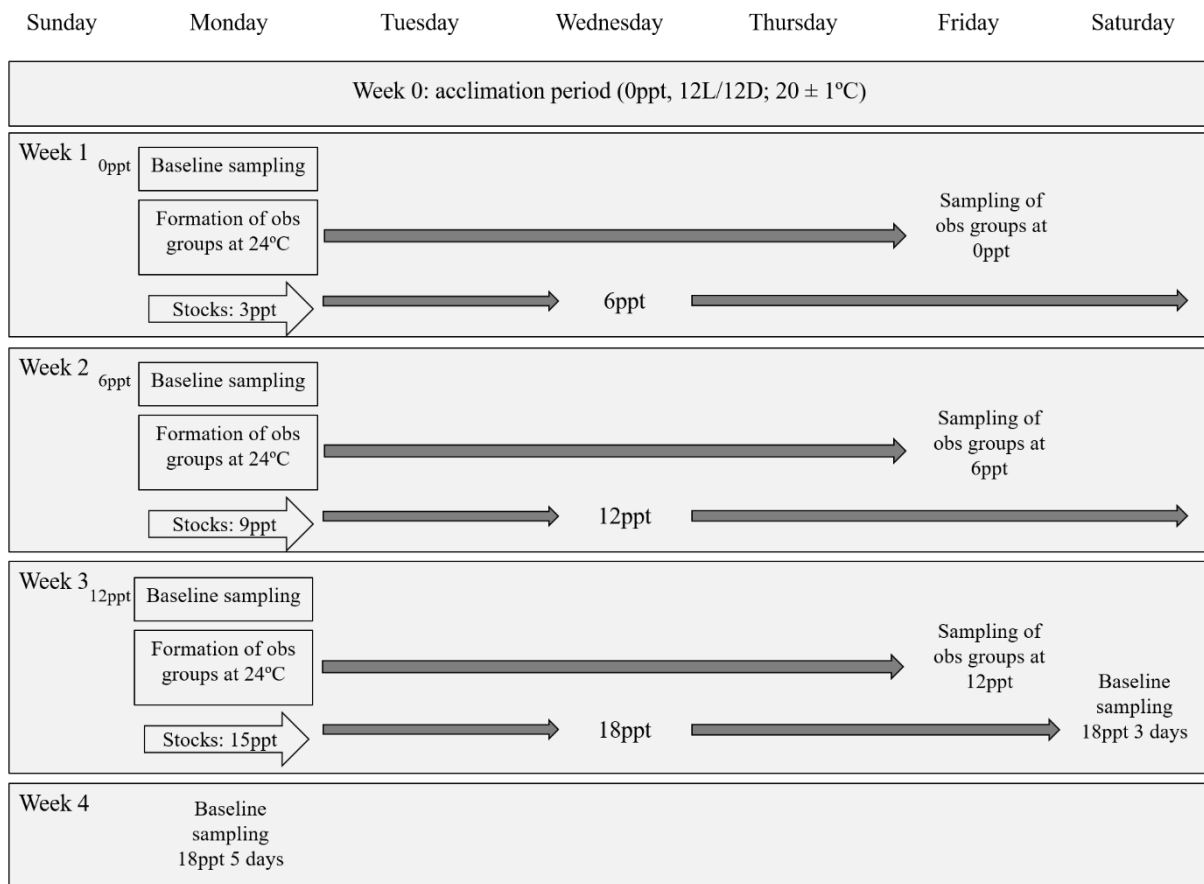 Sunday Monday Tuesday Wednesday Thursday Friday Saturday
Week 0: acclimation period (0ppt, 12L/12D; 20 ± 1ºC)
Week 1
0ppt
Baseline sampling
Formation of obs
groups at 24ºC
Sampling of
obs groups at
0ppt
Stocks: 3ppt
6ppt
Week 2
6ppt
Baseline sampling
Formation of obs
groups at 24ºC
Sampling of
obs groups at
6ppt
Stocks: 9ppt
12ppt
Week 3
12ppt
Baseline sampling
Formation of obs
groups at 24ºC
Sampling of
obs groups at
12ppt
Stocks: 15ppt
18ppt
Baseline
sampling
18ppt 3 days
Week 4
Baseline
sampling
18ppt 5 days